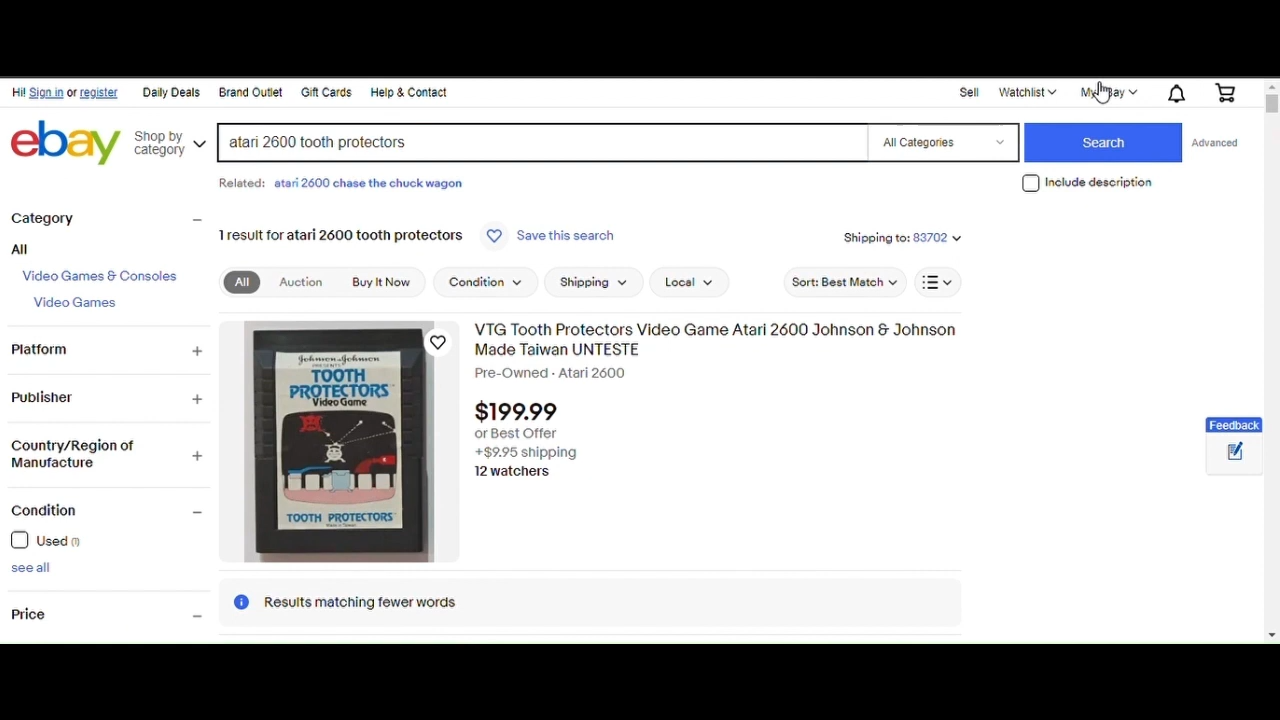 Hi! Sign in or register
Daily Deals
Brand Outlet
Gift Cards
Help & Contact
Sell
Watchlist
ebay
Shop by
category
atari 2600 tooth protectors
All Categories
Search
Advanced
Related: atari 2600 chase the chuck wagon
Include description
Category
All
Video Games & Consoles
Video Games
Platform
Publisher
Country/Region of
Manufacture
Condition
Used (1)
see all
Price
1 result for atari 2600 tooth protectors
Save this search
Shipping to: 83702
All
Auction
Buy It Now
Condition
Shipping
Local
Sort: Best Match
Johnson & Johnson
PRESENTS
TOOTH
PROTECTORS
Video Game
TOOTH PROTECTORS
Made in Taiwan
VTG Tooth Protectors Video Game Atari 2600 Johnson & Johnson
Made Taiwan UNTESTE
Pre-Owned · Atari 2600
$199.99
or Best Offer
+$9.95 shipping
12 watchers
Results matching fewer words
Feedback